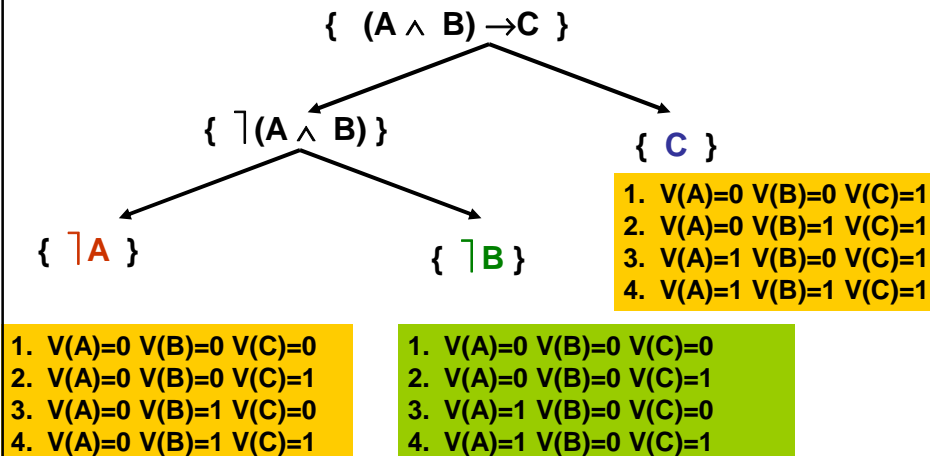 { (A ∧ B) →C }
{ ⏋(A ∧ B) }
{ C }
1. V(A)=0 V(B)=0 V(C)=1
2. V(A)=0 V(B)=1 V(C)=1
3. V(A)=1 V(B)=0 V(C)=1
4. V(A)=1 V(B)=1 V(C)=1
{ ⏋A }
{ ⏋B }
1. V(A)=0 V(B)=0 V(C)=0
2. V(A)=0 V(B)=0 V(C)=1
3. V(A)=0 V(B)=1 V(C)=0
4. V(A)=0 V(B)=1 V(C)=1
1. V(A)=0 V(B)=0 V(C)=0
2. V(A)=0 V(B)=0 V(C)=1
3. V(A)=1 V(B)=0 V(C)=0
4. V(A)=1 V(B)=0 V(C)=1